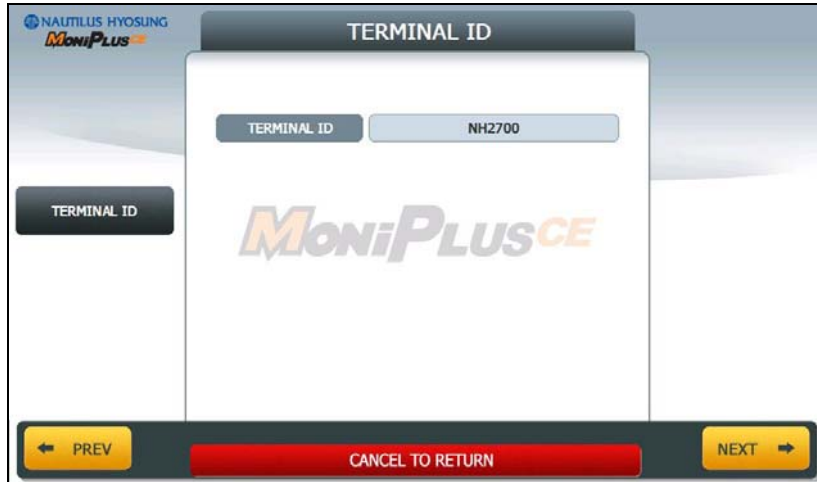 NAUTILUS HYOSUNG
MONiPLUSCE
TERMINAL ID
TERMINAL ID NH2700
TERMINAL ID
MONiPLUSCE
PREV
CANCEL TO RETURN
NEXT